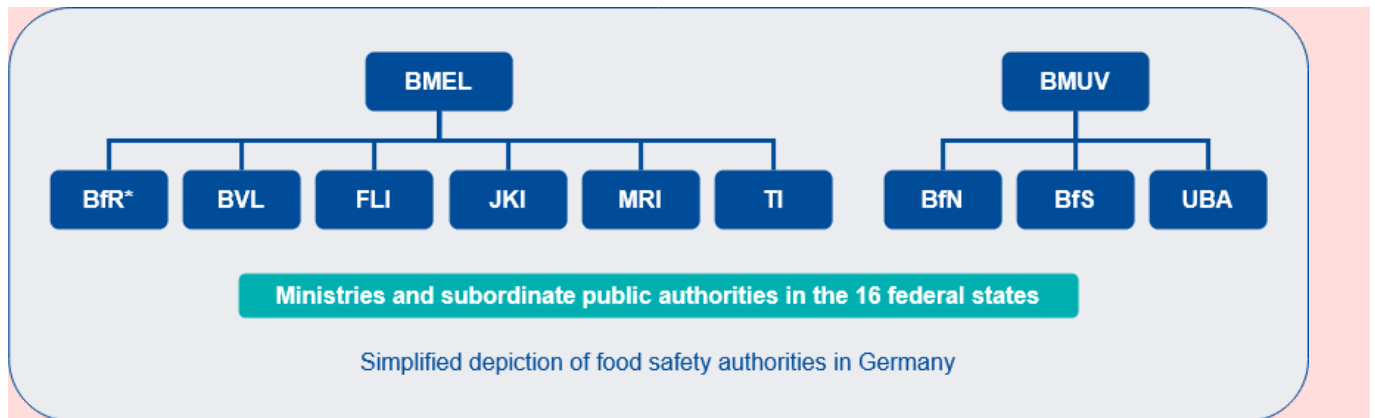 BMEL BMUV
BfR* BVL FLI JKI MRI TI BfN BfS UBA
Ministries and subordinate public authorities in the 16 federal states
Simplified depiction of food safety authorities in Germany